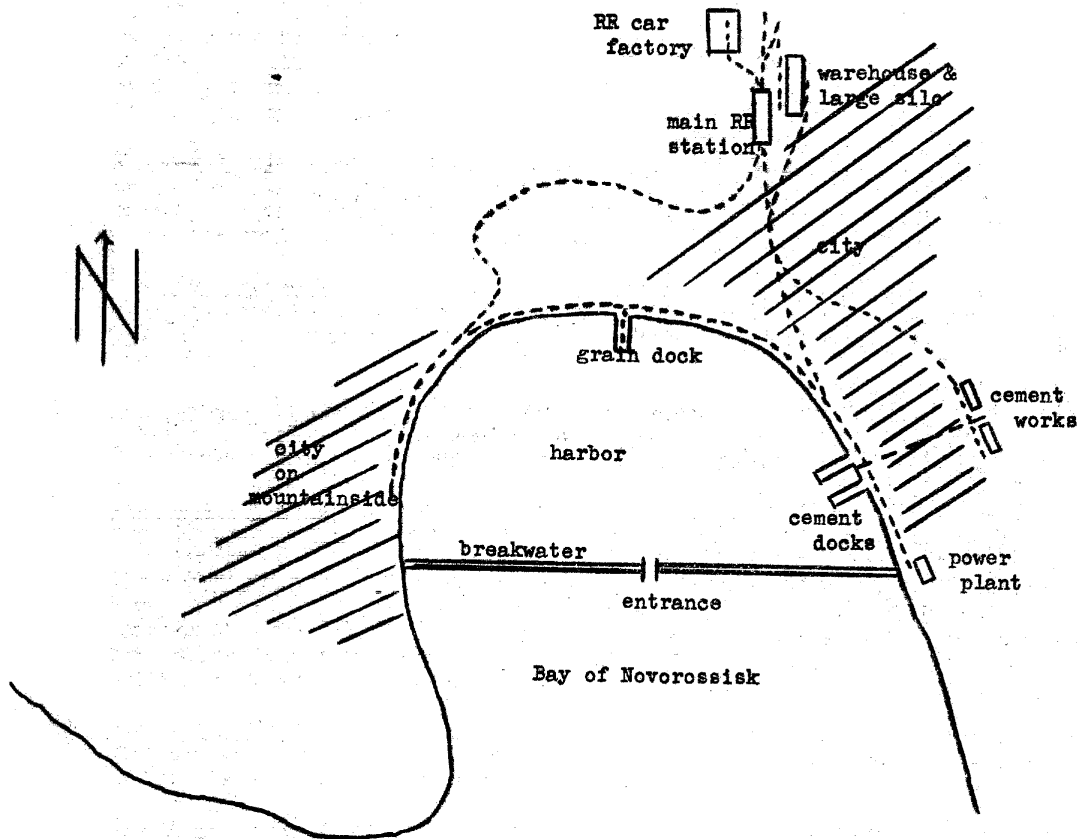 RR car
factory
warehouse &
large silo
main RR
station
N
city
grain dock
cement
works
harbor
city
on
mountainside
cement
docks
breakwater
power
plant
entrance
Bay of Novorossisk